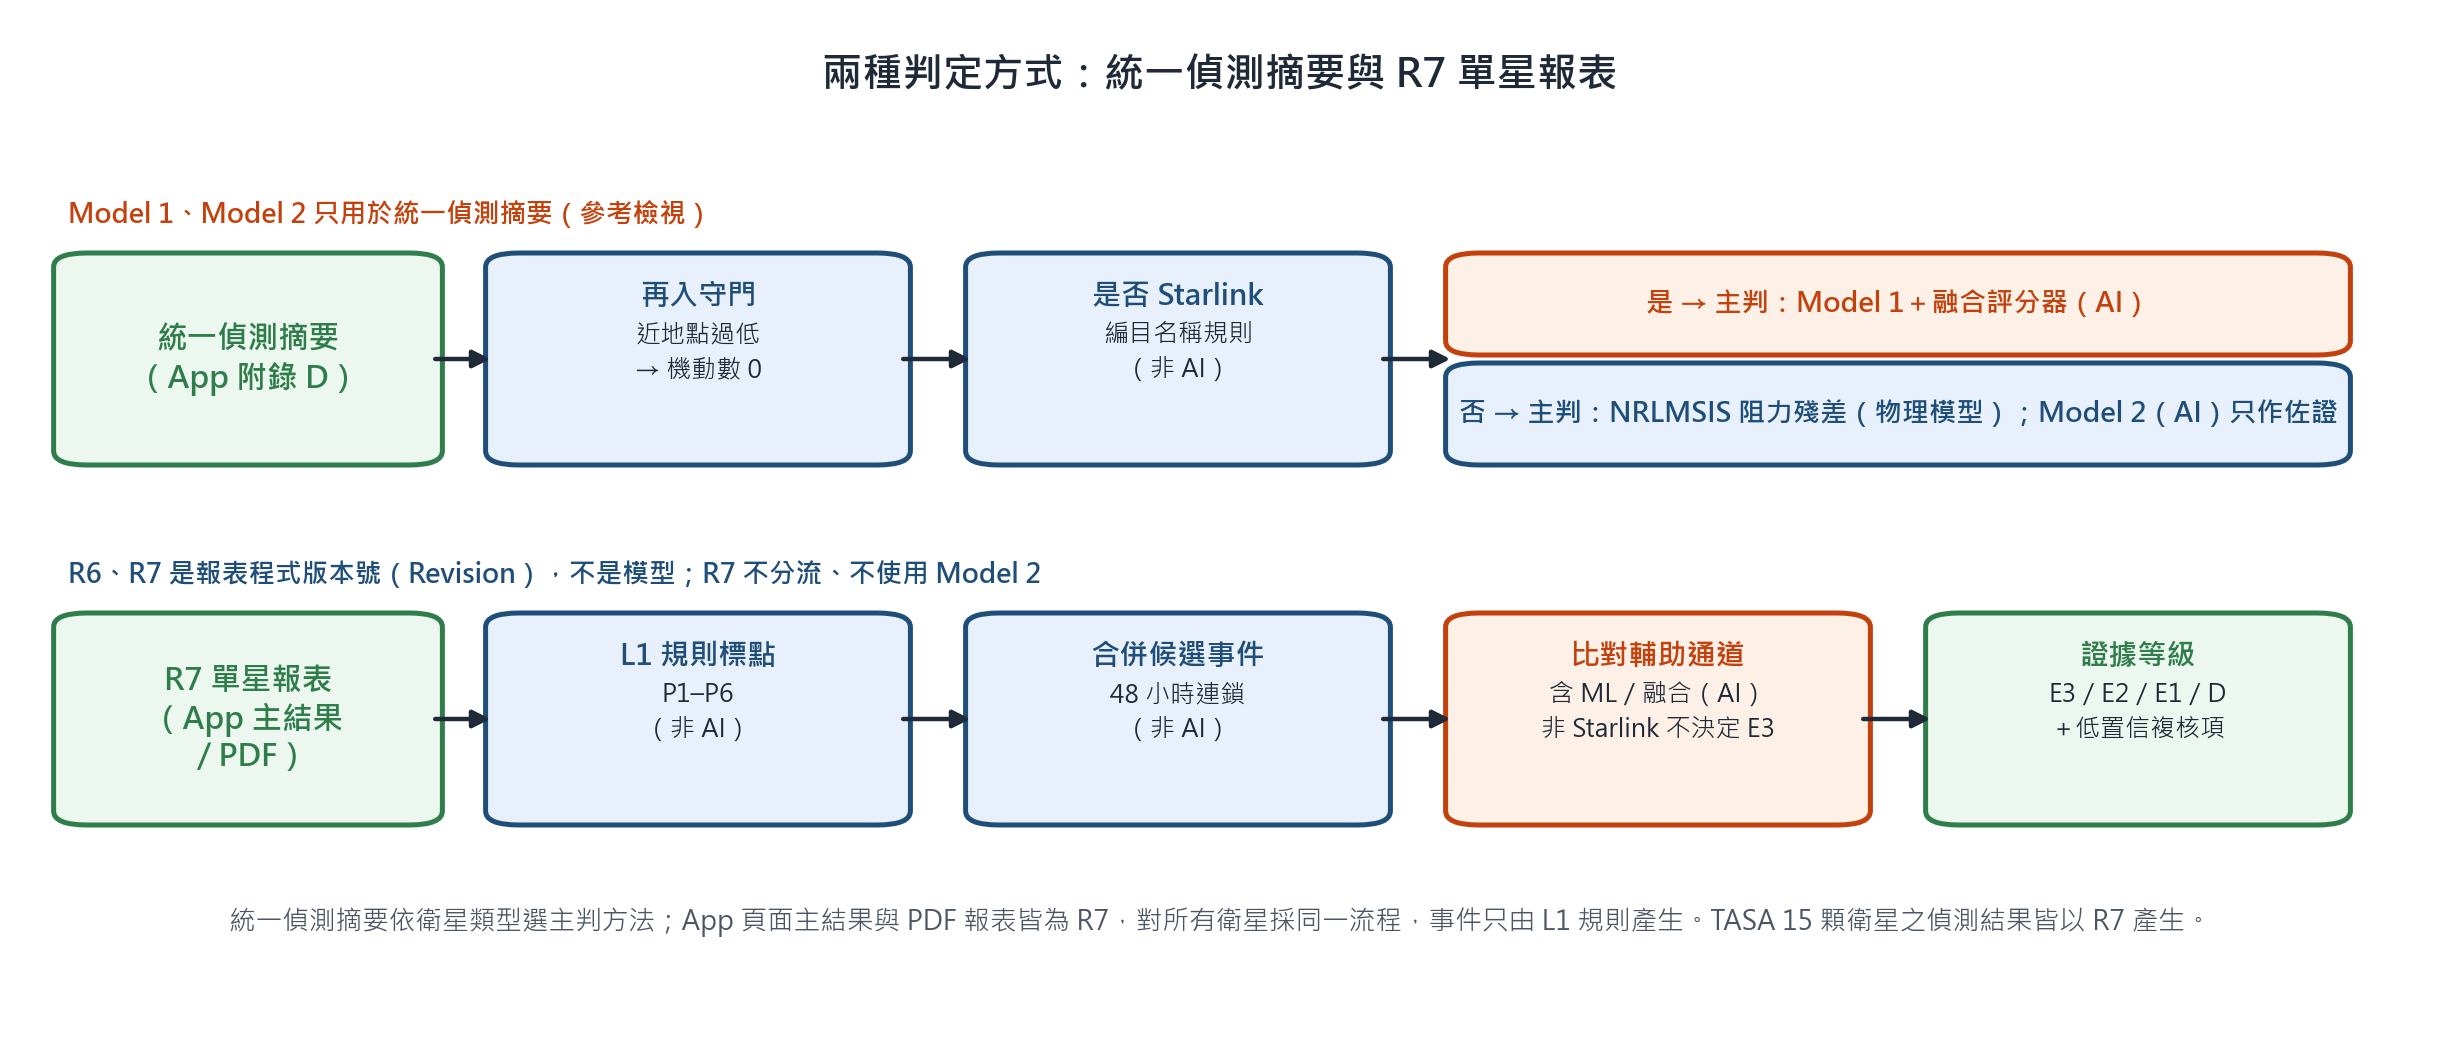 兩種判定方式：統一偵測摘要與 R7 單星報表
Model 1、Model 2 只用於統一偵測摘要（參考檢視）
統一偵測摘要
（App 附錄 D）
再入守門
近地點過低
→ 機動數 0
是否 Starlink
編目名稱規則
（非 AI）
是 → 主判：Model 1＋融合評分器（AI）
否 → 主判：NRLMSIS 阻力殘差（物理模型）；Model 2（AI）只作佐證
R6、R7 是報表程式版本號（Revision），不是模型；R7 不分流、不使用 Model 2
R7 單星報表
（App 主結果
/ PDF）
L1 規則標點
P1–P6
（非 AI）
合併候選事件
48 小時連鎖
（非 AI）
比對輔助通道
含 ML / 融合（AI）
非 Starlink 不決定 E3
證據等級
E3 / E2 / E1 / D
＋低置信複核項
統一偵測摘要依衛星類型選主判方法；App 頁面主結果與 PDF 報表皆為 R7，對所有衛星採同一流程，事件只由 L1 規則產生。TASA 15 顆衛星之偵測結果皆以 R7 產生。